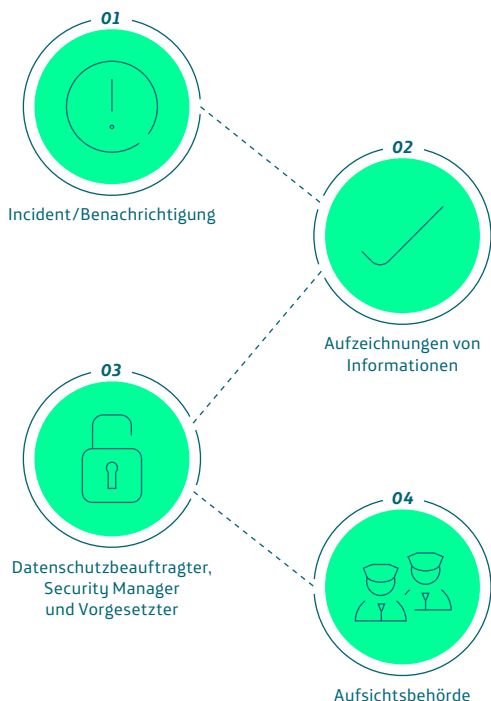 01
Incident/Benachrichtigung
02
Aufzeichnungen von
Informationen
03
Datenschutzbeauftragter,
Security Manager
und Vorgesetzter
04
Aufsichtsbehörde